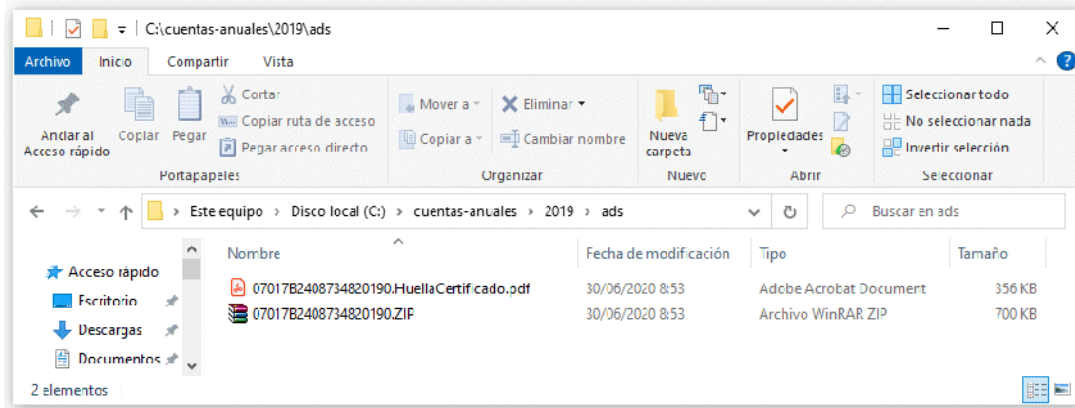 C:\cuentas-anuales\2019\ads
Archivo Inicio Compartir Vista
Anclar al Acceso rápido
Copiar
Pegar
Cortar
Copiar ruta de acceso
Pegar acceso directo
Portapapeles
Mover a
Copiar a
Eliminar
Cambiar nombre
Organizar
Nueva carpeta
Nuevo
Propiedades
Abrir
Seleccionar todo
No seleccionar nada
Invertir selección
Seleccionar
Este equipo > Disco local (C:) > cuentas-anuales > 2019 > ads
Buscar en ads
Nombre Fecha de modificación Tipo Tamaño
Acceso rápido
Escritorio
Descargas
Documentos
07017B2408734820190.HuellaCertificado.pdf 30/06/2020 8:53 Adobe Acrobat Document 356 KB
07017B2408734820190.ZIP 30/06/2020 8:53 Archivo WinRAR ZIP 700 KB
2 elementos